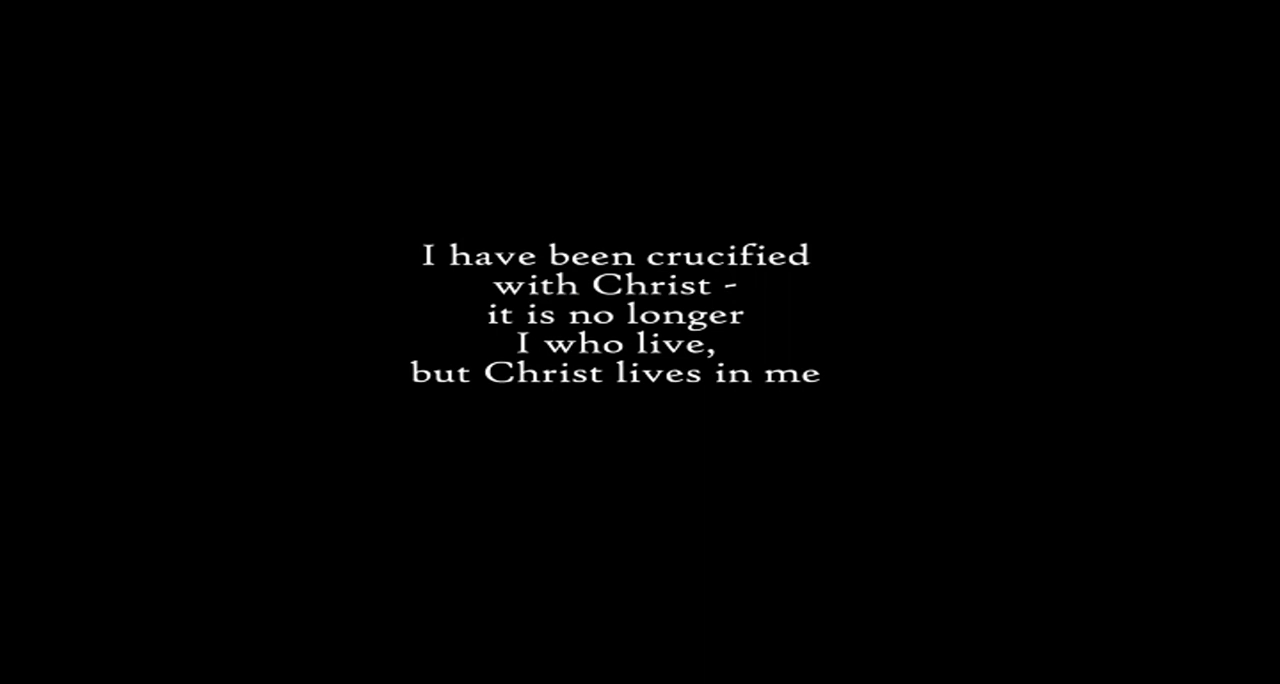 I have been crucified
with Christ -
it is no longer
I who live,
but Christ lives in me